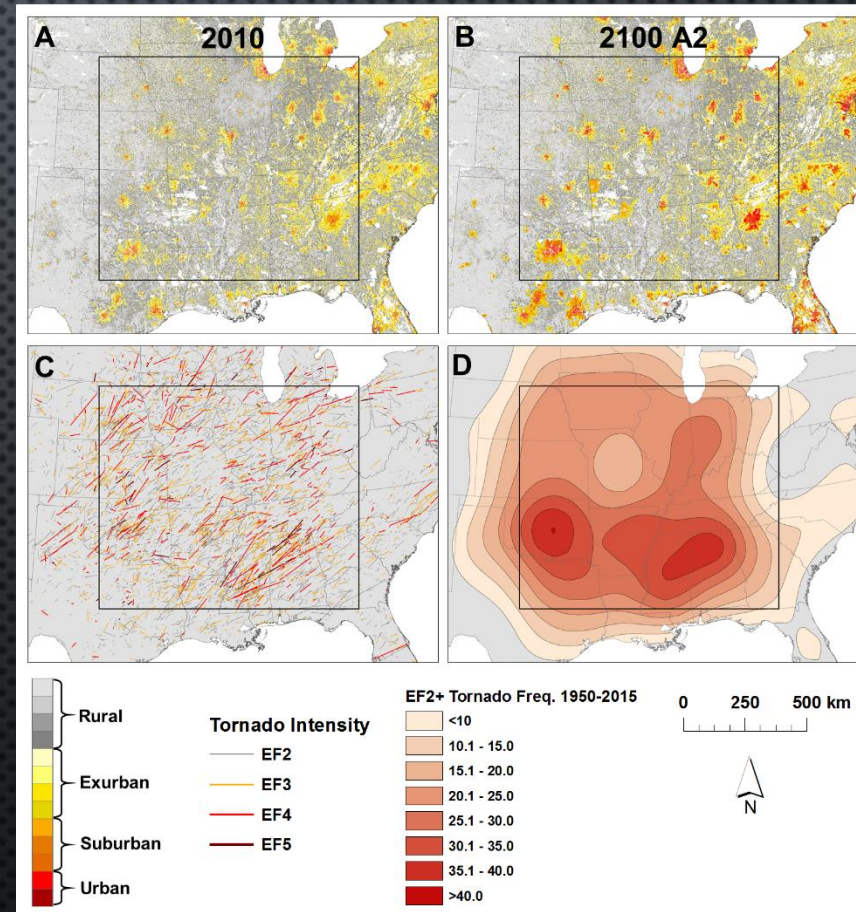 A
2010
B
2100 A2
C
D
Rural
Exurban
Suburban
Urban
Tornado Intensity
EF2
EF3
EF4
EF5
EF2+ Tornado Freq. 1950-2015
<10
10.1 - 15.0
15.1 - 20.0
20.1 - 25.0
25.1 - 30.0
30.1 - 35.0
35.1 - 40.0
>40.0
0 250 500 km
N